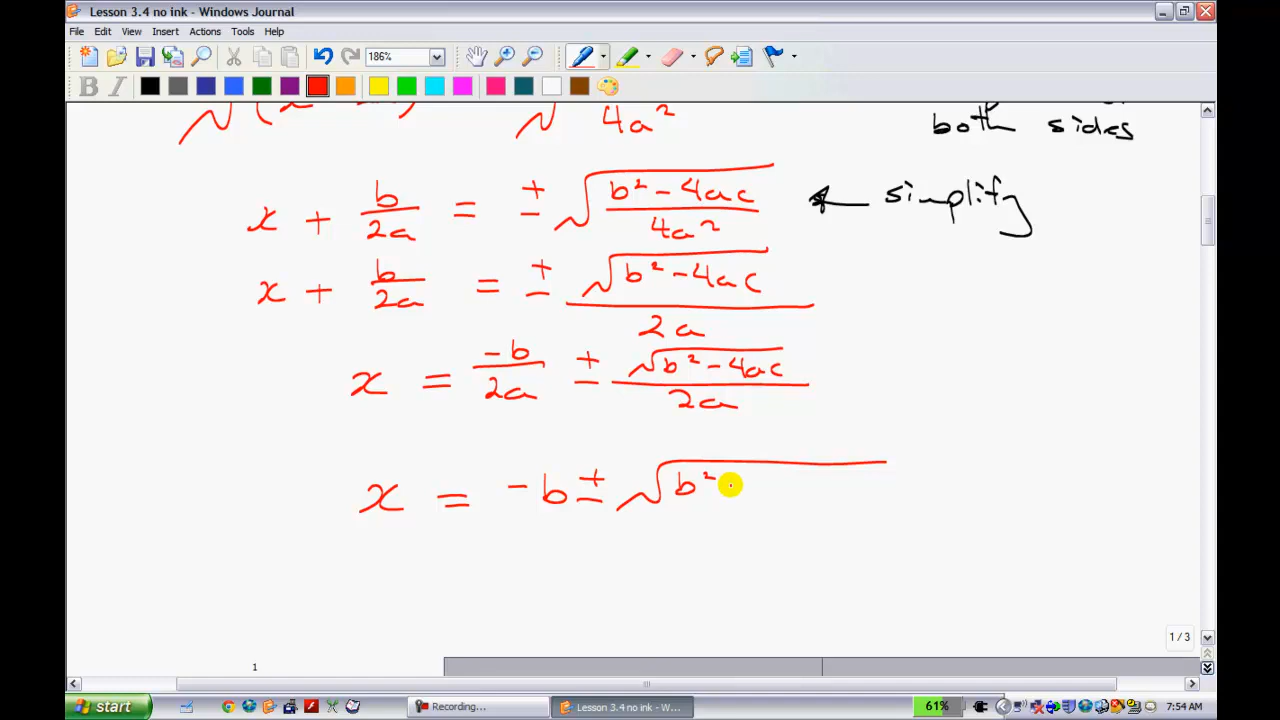 Lesson 3.4 no ink - Windows Journal
File Edit View Insert Actions Tools Help
186%
B I
4a²
both sides
x + b/2a = ± √(b² - 4ac / 4a²) ← simplify
x + b/2a = ± √(b² - 4ac) / 2a
x = -b/2a ± √(b² - 4ac) / 2a
x = -b ± √b²
1 / 3
1
start Recording... Lesson 3.4 no ink - W... 61% 7:54 AM